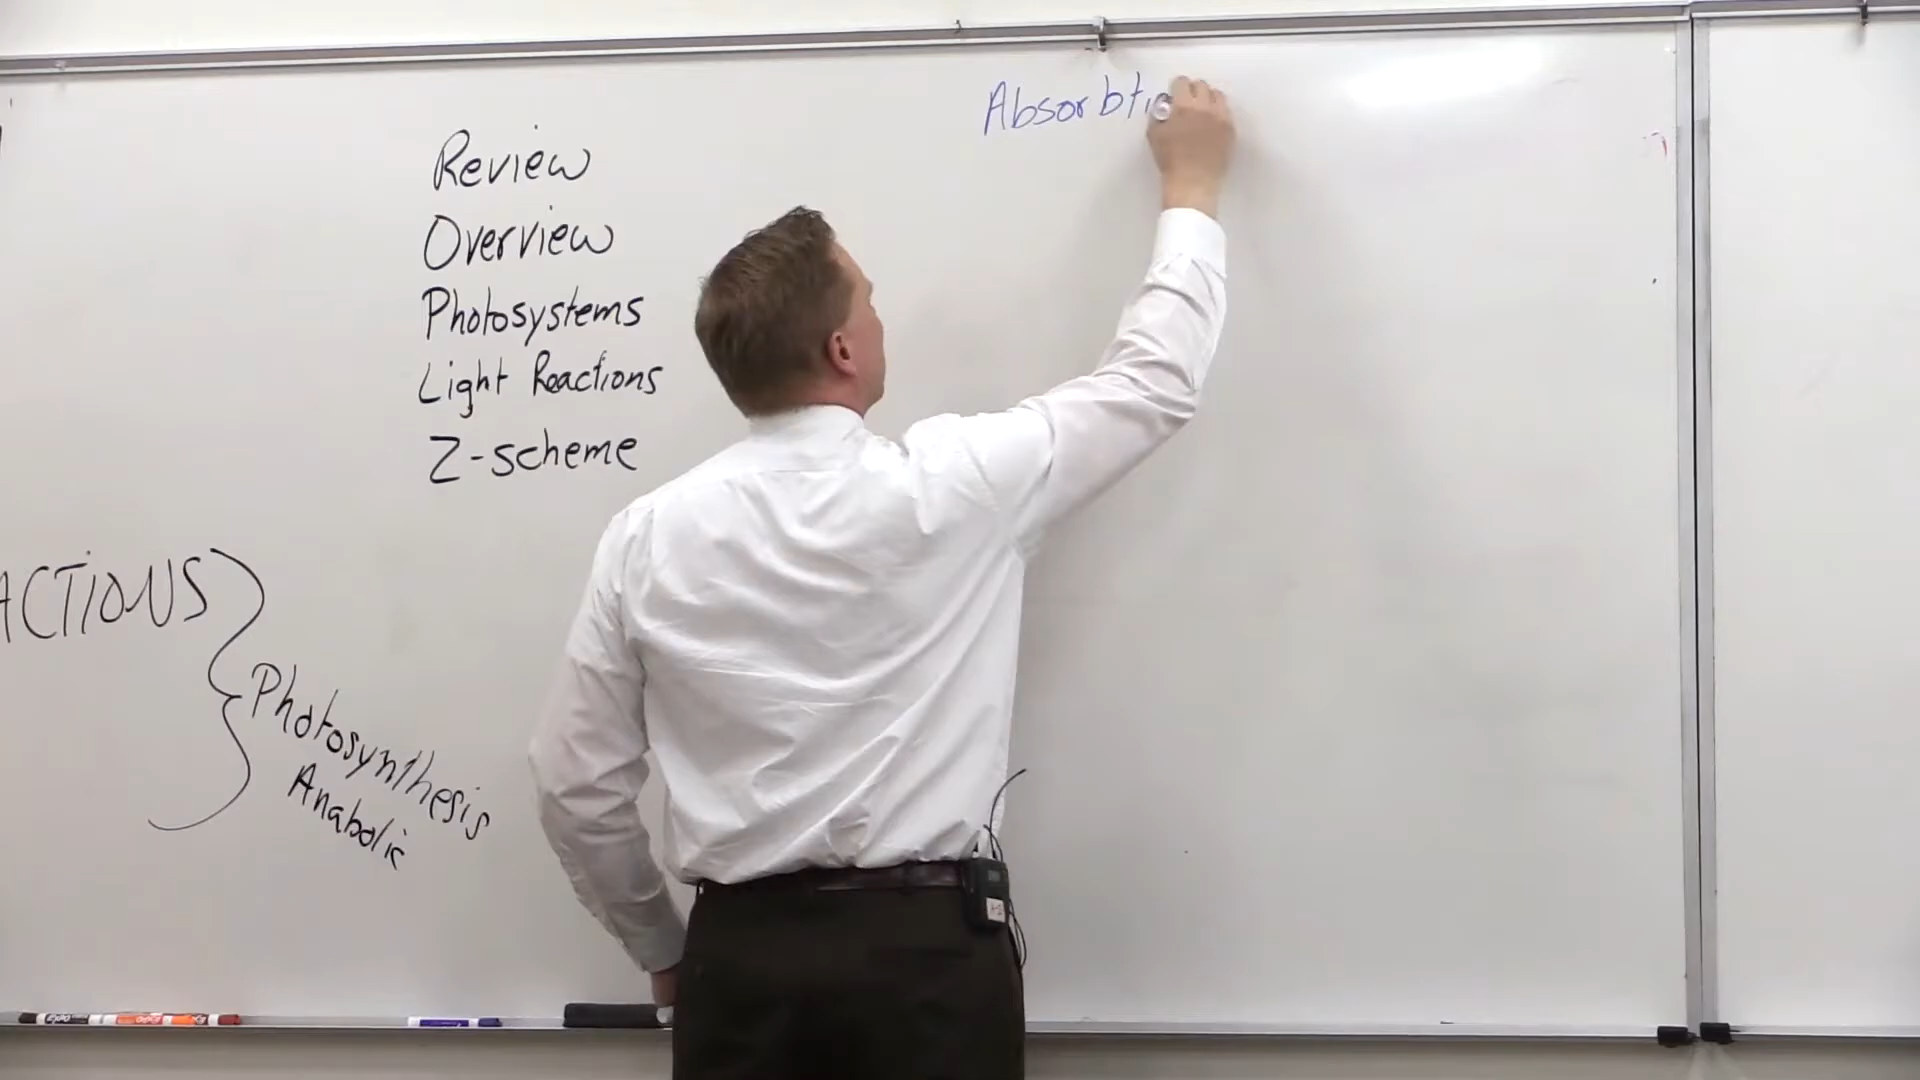 Absorbti
Review
Overview
Photosystems
Light Reactions
Z-scheme
ACTIONS
Photosynthesis
Anabolic